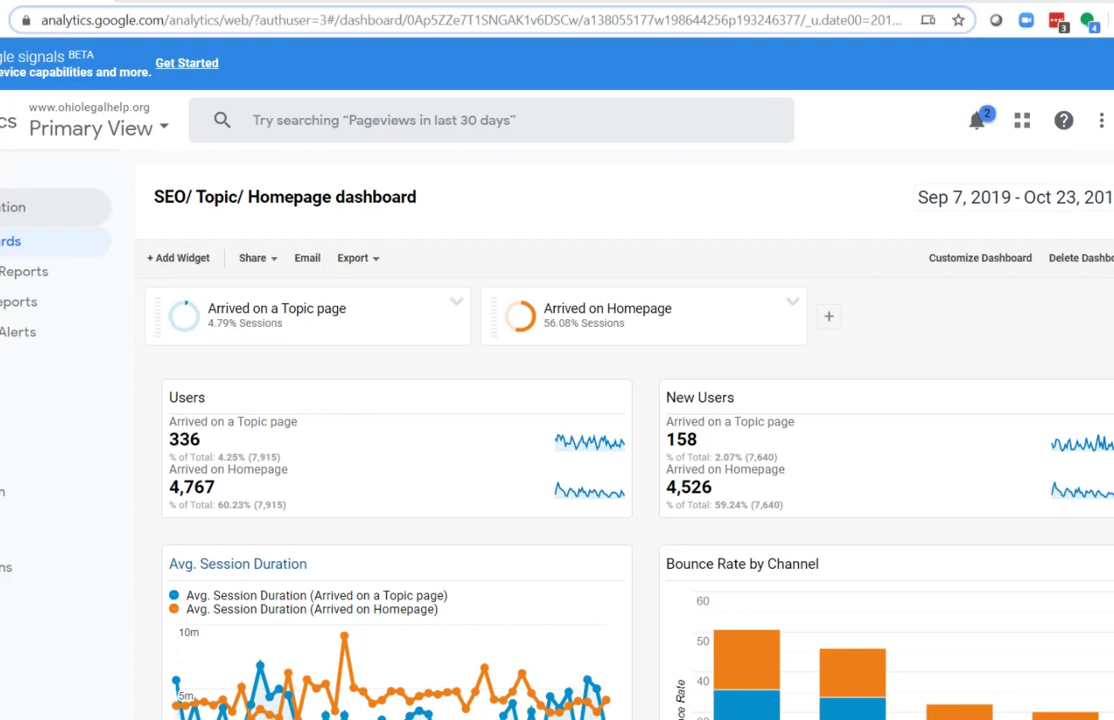 analytics.google.com/analytics/web/?authuser=3#/dashboard/0Ap5ZZe7T1SNGAK1v6DSCw/a138055177w198644256p193246377/_u.date00=201...
3
4
gle signals BETA
evice capabilities and more. Get Started
www.ohiolegalhelp.org
CS Primary View
Try searching “Pageviews in last 30 days”
2
SEO/ Topic/ Homepage dashboard
Sep 7, 2019 - Oct 23, 201
tion
rds
Reports
eports
Alerts
n
ns
+ Add Widget Share Email Export Customize Dashboard Delete Dashbo
Arrived on a Topic page
4.79% Sessions
Arrived on Homepage
56.08% Sessions
+
Users
Arrived on a Topic page
336
% of Total: 4.25% (7,915)
Arrived on Homepage
4,767
% of Total: 60.23% (7,915)
New Users
Arrived on a Topic page
158
% of Total: 2.07% (7,640)
Arrived on Homepage
4,526
% of Total: 59.24% (7,640)
Avg. Session Duration
Avg. Session Duration (Arrived on a Topic page)
Avg. Session Duration (Arrived on Homepage)
10m
5m
Bounce Rate by Channel
60
50
40
Rate